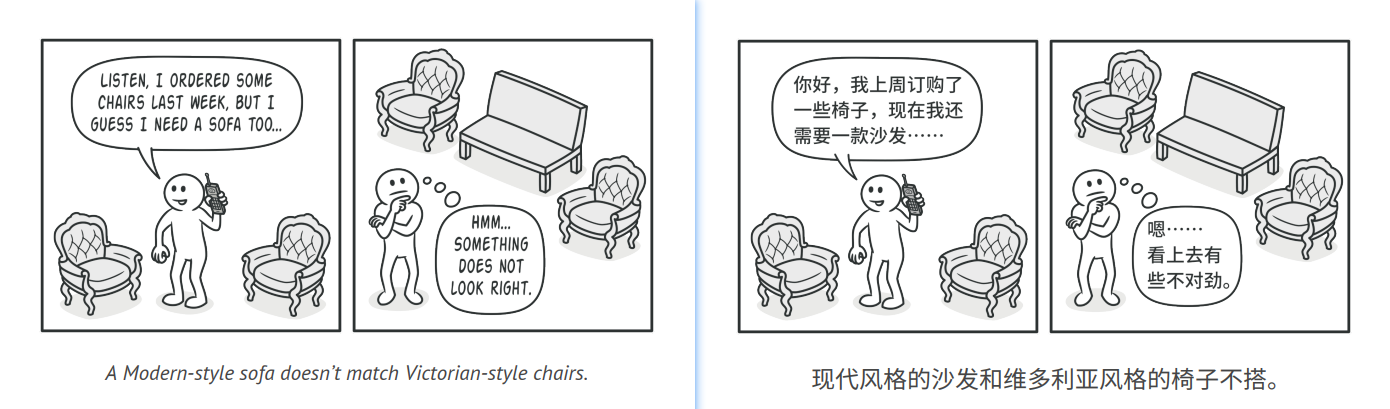 LISTEN, I ORDERED SOME
CHAIRS LAST WEEK, BUT I
GUESS I NEED A SOFA TOO...
HMM...
SOMETHING
DOES NOT
LOOK RIGHT.
A Modern-style sofa doesn’t match Victorian-style chairs.
你好，我上周订购了
一些椅子，现在我还
需要一款沙发……
嗯……
看上去有
些不对劲。
现代风格的沙发和维多利亚风格的椅子不搭。